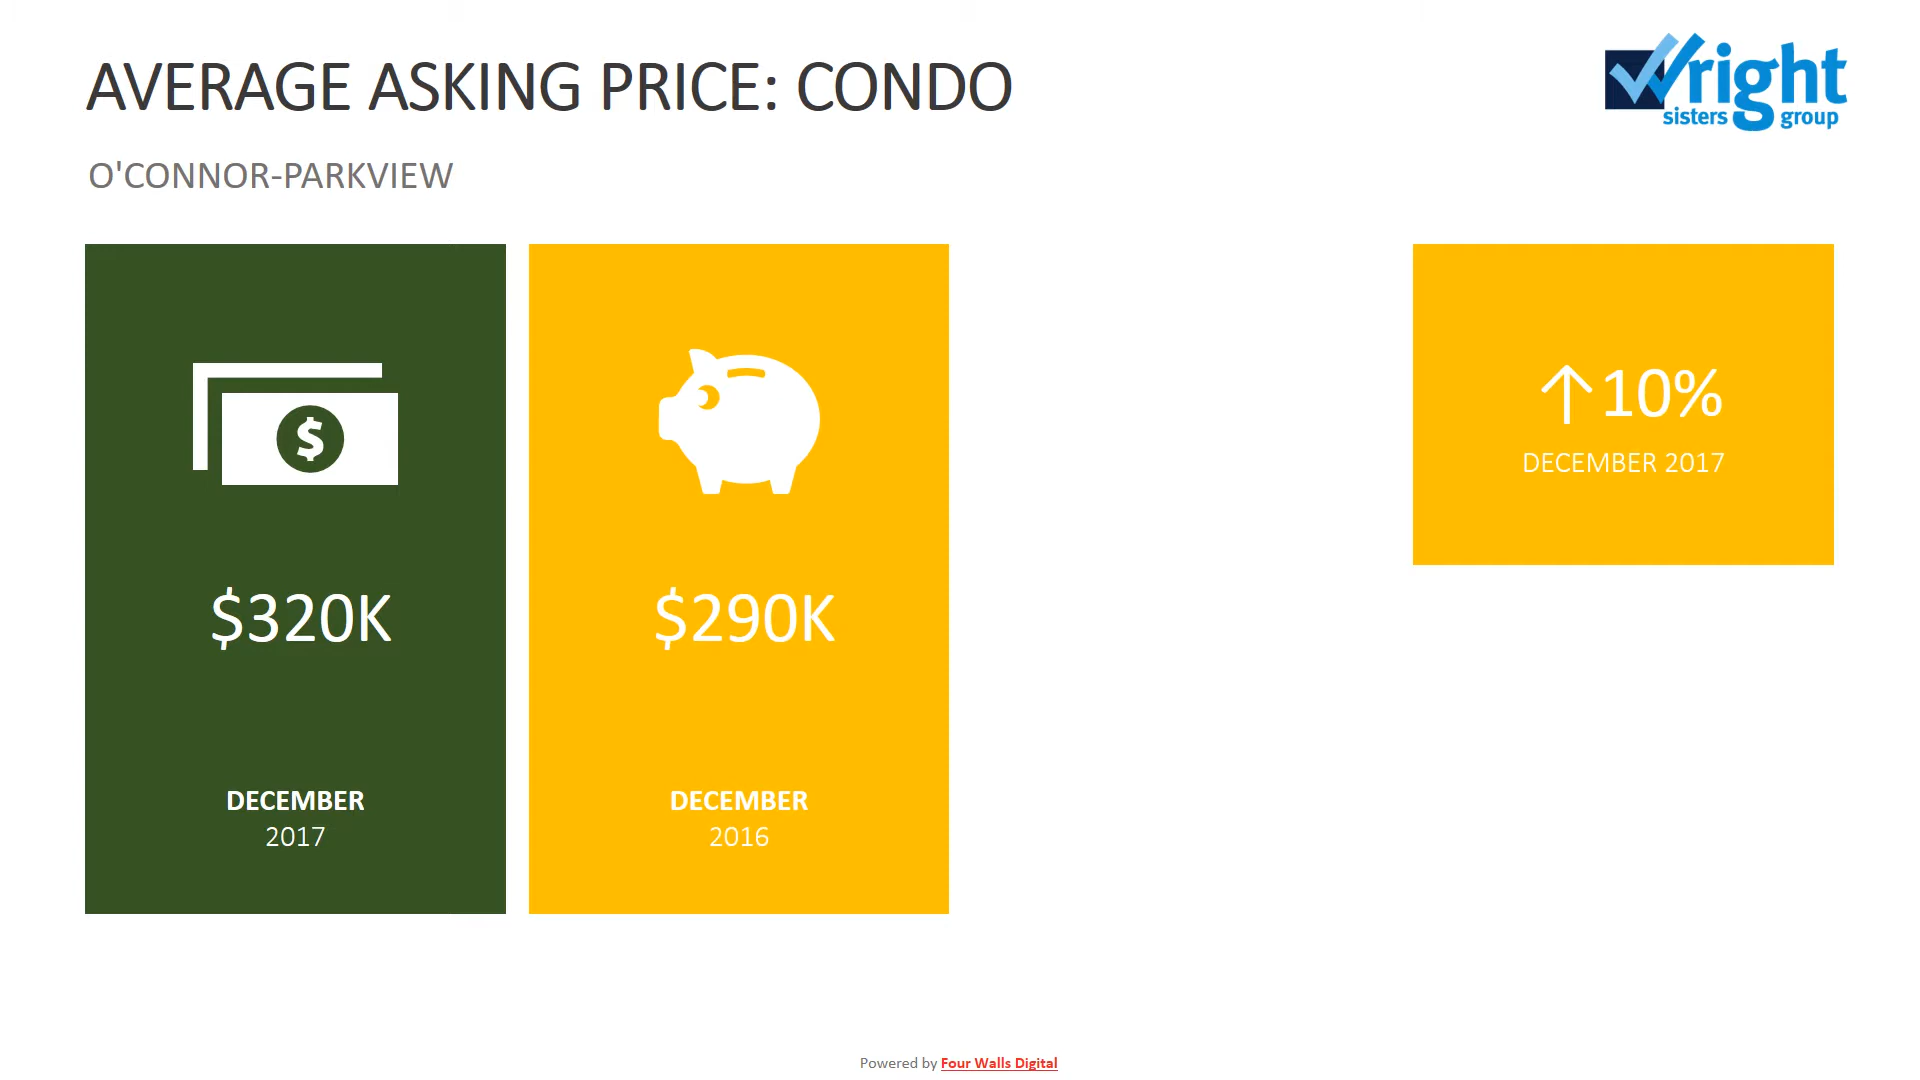 AVERAGE ASKING PRICE: CONDO
Wright
sisters group
O'CONNOR-PARKVIEW
$
$320K
DECEMBER
2017
$290K
DECEMBER
2016
↑10%
DECEMBER 2017
Powered by Four Walls Digital